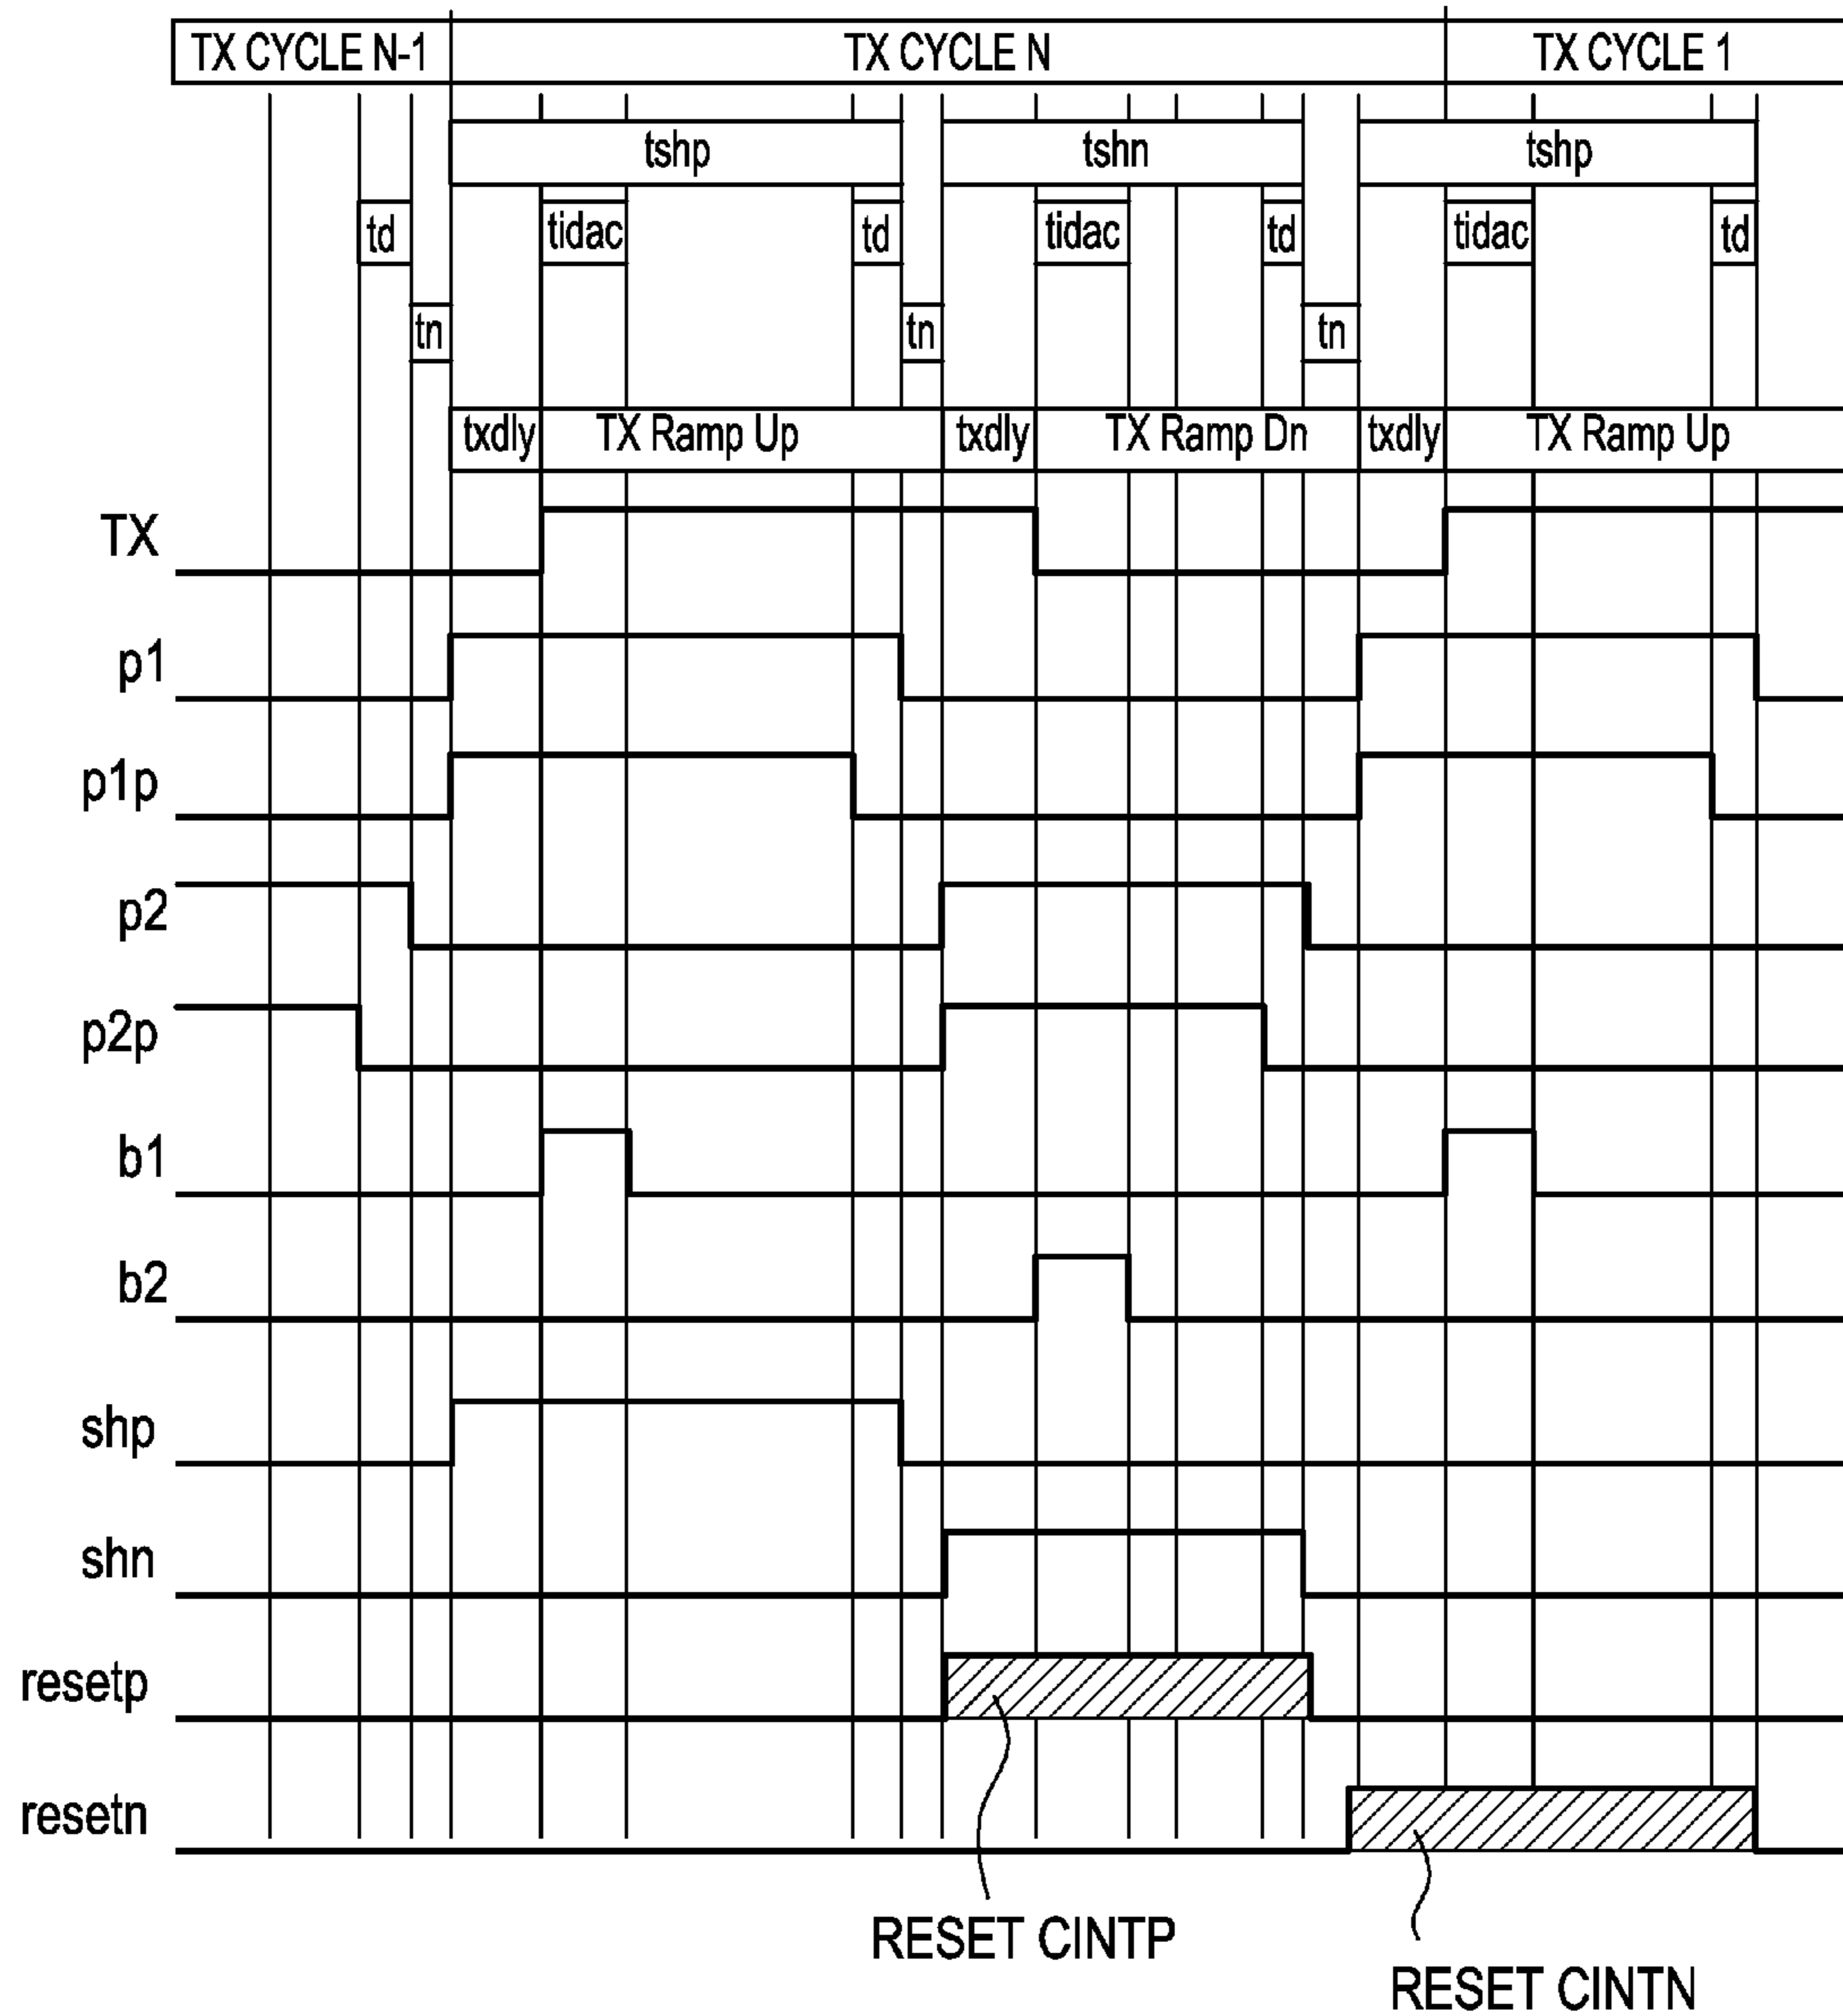 TX CYCLE N-1 TX CYCLE N TX CYCLE 1
tshp tshn tshp
td tidac td tidac td tidac td
tn tn tn
txdly TX Ramp Up txdly TX Ramp Dn txdly TX Ramp Up
TX
p1
p1p
p2
p2p
b1
b2
shp
shn
resetp
resetn
RESET CINTP
RESET CINTN